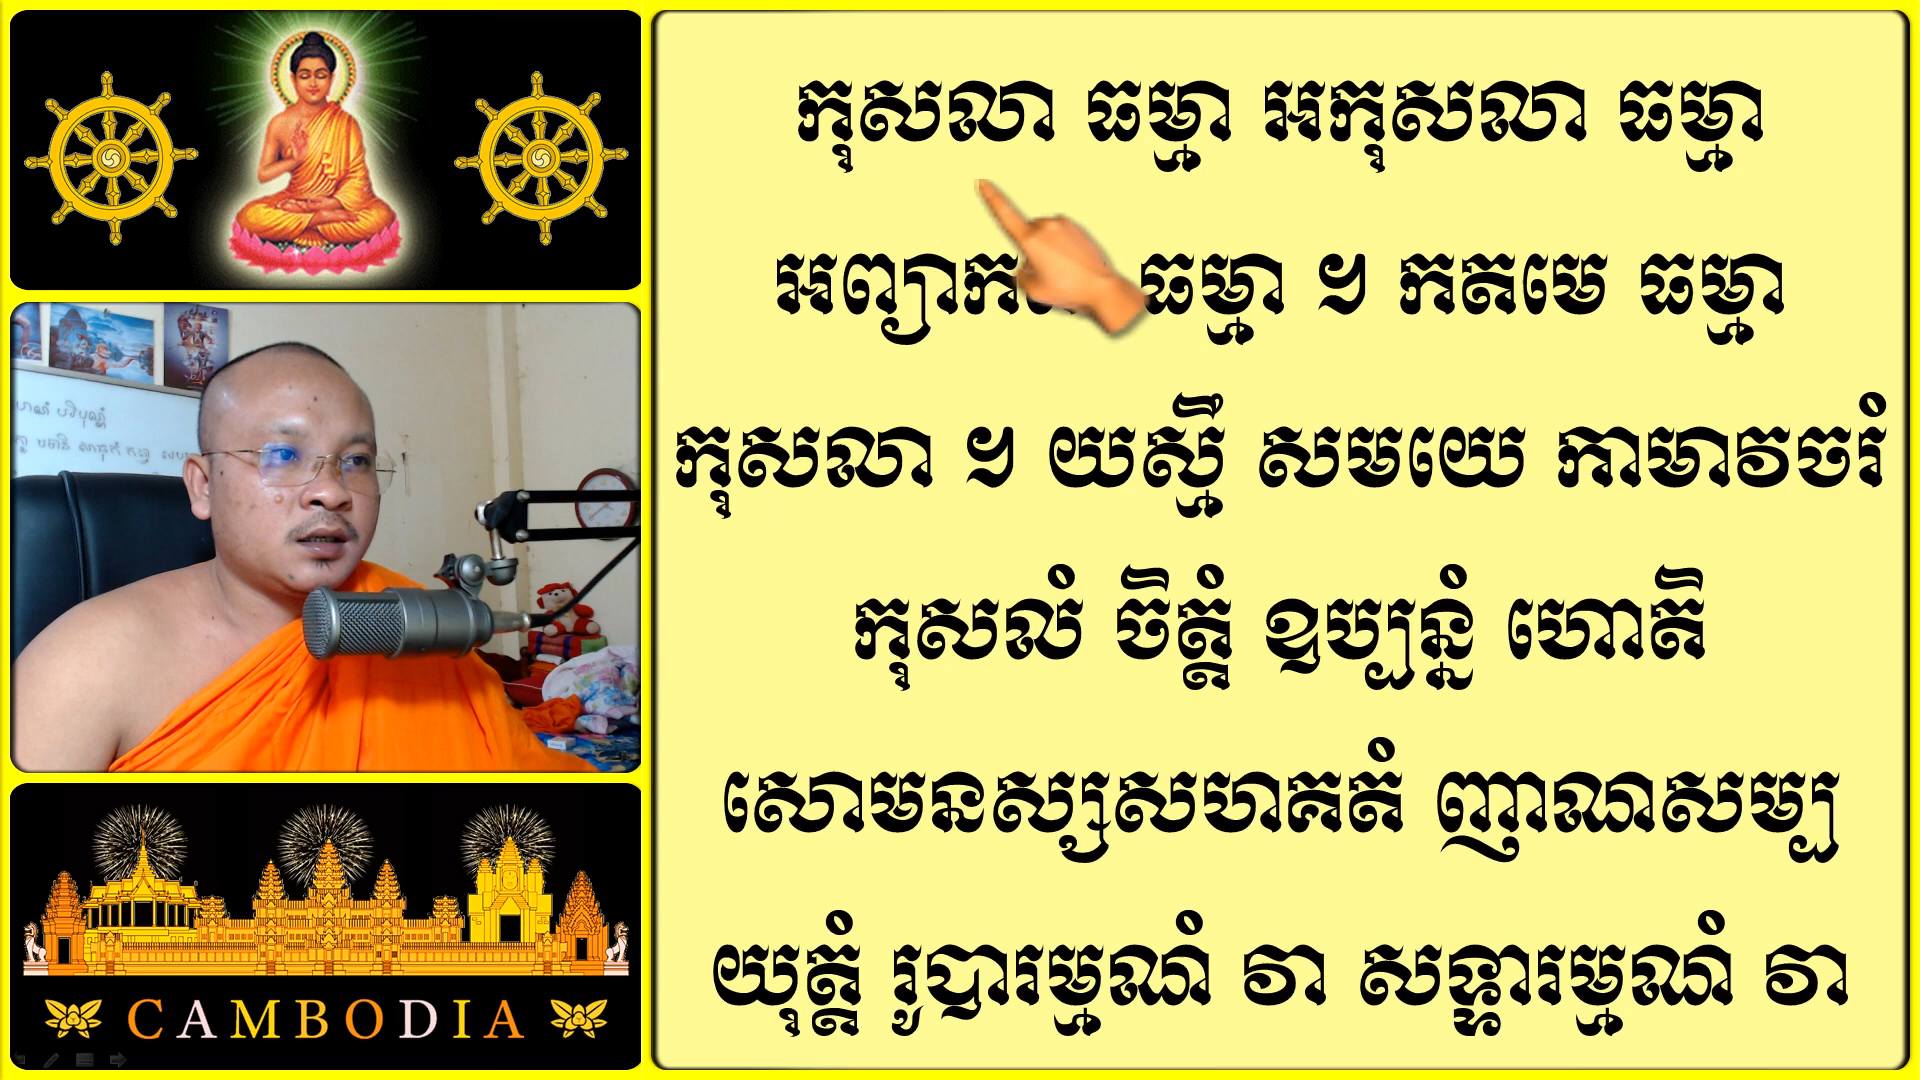 កុសលា ធម្មា អកុសលា ធម្មា
ធម្មា ៗ កតមេ ធម្មា
កុសលា ៗ យស្មឹ សមយេ កាមាវចរំ
កុសលំ ចិត្តំ ឧប្បន្នំ ហោតិ
សោមនស្សសហគតំ ញាណសម្ប
យុត្តំ រូបារម្មណំ វា សទ្ទារម្មណំ វា
CAMBODIA